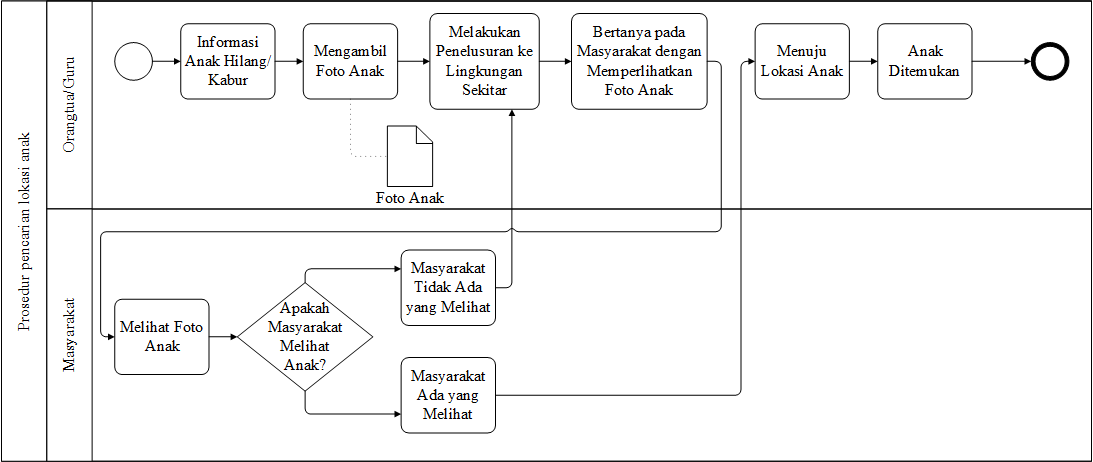 Prosedur pencarian lokasi anak
Orangtua/Guru
Informasi
Anak Hilang/
Kabur
Mengambil
Foto Anak
Melakukan
Penelusuran ke
Lingkungan
Sekitar
Bertanya pada
Masyarakat dengan
Memperlihatkan
Foto Anak
Menuju
Lokasi Anak
Anak
Ditemukan
Foto Anak
Masyarakat
Melihat Foto
Anak
Apakah
Masyarakat
Melihat
Anak?
Masyarakat
Tidak Ada
yang Melihat
Masyarakat
Ada yang
Melihat